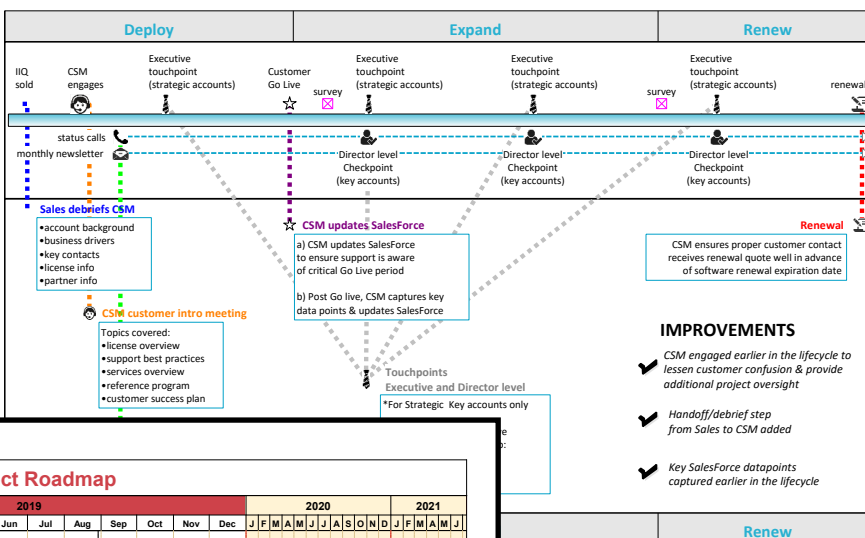 Deploy
Expand
Renew
IIQ
sold
CSM
engages
Executive
touchpoint
(strategic accounts)
Customer
Go Live
survey
Executive
touchpoint
(strategic accounts)
Executive
touchpoint
(strategic accounts)
survey
Executive
touchpoint
(strategic accounts)
renewal
status calls
monthly newsletter
Director level
Checkpoint
(key accounts)
Director level
Checkpoint
(key accounts)
Director level
Checkpoint
(key accounts)
Sales debriefs CSM
•account background
•business drivers
•key contacts
•license info
•partner info
CSM customer intro meeting
Topics covered:
•license overview
•support best practices
•services overview
•reference program
•customer success plan
CSM updates SalesForce
a) CSM updates SalesForce
to ensure support is aware
of critical Go Live period
b) Post Go live, CSM captures key
data points & updates SalesForce
Touchpoints
Executive and Director level
*For Strategic Key accounts only
Renewal
CSM ensures proper customer contact
receives renewal quote well in advance
of software renewal expiration date
IMPROVEMENTS
CSM engaged earlier in the lifecycle to
lessen customer confusion & provide
additional project oversight
Handoff/debrief step
from Sales to CSM added
Key SalesForce datapoints
captured earlier in the lifecycle
ct Roadmap
2019
2020
2021
Jun Jul Aug Sep Oct Nov Dec J F M A M J J A S O N D J F M A M J
Renew